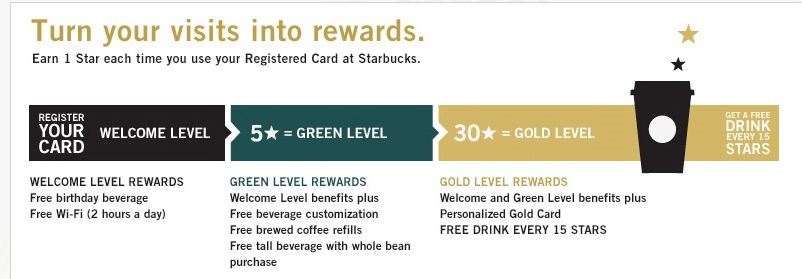 Turn your visits into rewards.
Earn 1 Star each time you use your Registered Card at Starbucks.
REGISTER
YOUR
CARD
WELCOME LEVEL
5★ = GREEN LEVEL
30★ = GOLD LEVEL
GET A FREE
DRINK
EVERY 15
STARS
WELCOME LEVEL REWARDS
Free birthday beverage
Free Wi-Fi (2 hours a day)
GREEN LEVEL REWARDS
Welcome Level benefits plus
Free beverage customization
Free brewed coffee refills
Free tall beverage with whole bean
purchase
GOLD LEVEL REWARDS
Welcome and Green Level benefits plus
Personalized Gold Card
FREE DRINK EVERY 15 STARS